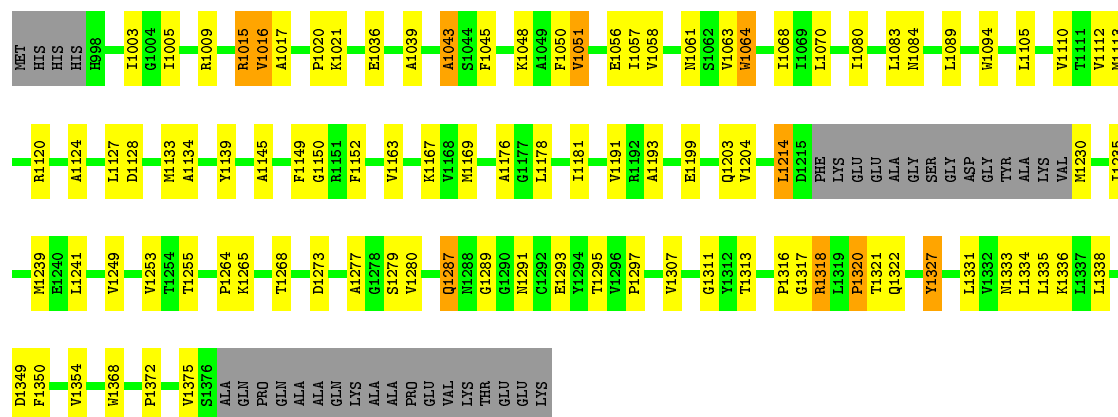 MET HIS HIS HIS H998 I1003 G1004 I1005 R1009 R1015 V1016 A1017 P1020 K1021 E1036 A1039 A1043 S1044 F1045 K1048 A1049 F1050 V1051 E1056 I1057 V1058 N1061 S1062 V1063 W1064 I1068 I1069 L1070 I1080 L1083 N1084 L1089 W1094 L1105 V1110 T1111 V1112
R1120 A1124 L1127 D1128 M1133 A1134 Y1139 A1145 F1149 G1150 R1151 F1152 V1163 K1167 V1168 M1169 A1176 G1177 L1178 I1181 V1191 R1192 A1193 E1199 Q1203 V1204 L1214 D1215 PHE LYS GLU GLU ALA GLY SER GLY ASP GLY TYR ALA LYS VAL M1230
M1239 E1240 L1241 V1249 V1253 T1254 T1255 P1264 K1265 T1268 D1273 A1277 G1278 S1279 V1280 Q1287 N1288 G1289 G1290 N1291 C1292 E1293 Y1294 T1295 V1296 P1297 V1307 G1311 Y1312 T1313 P1316 G1317 R1318 L1319 P1320 T1321 Q1322 Y1327 L1331 V1332 N1333 L1334 L1335 K1336 L1337 L1338
D1349 F1350 V1354 W1368 P1372 V1375 S1376 ALA GLN PRO GLN ALA ALA GLN LYS ALA ALA PRO GLU VAL LYS THR GLU GLU LYS